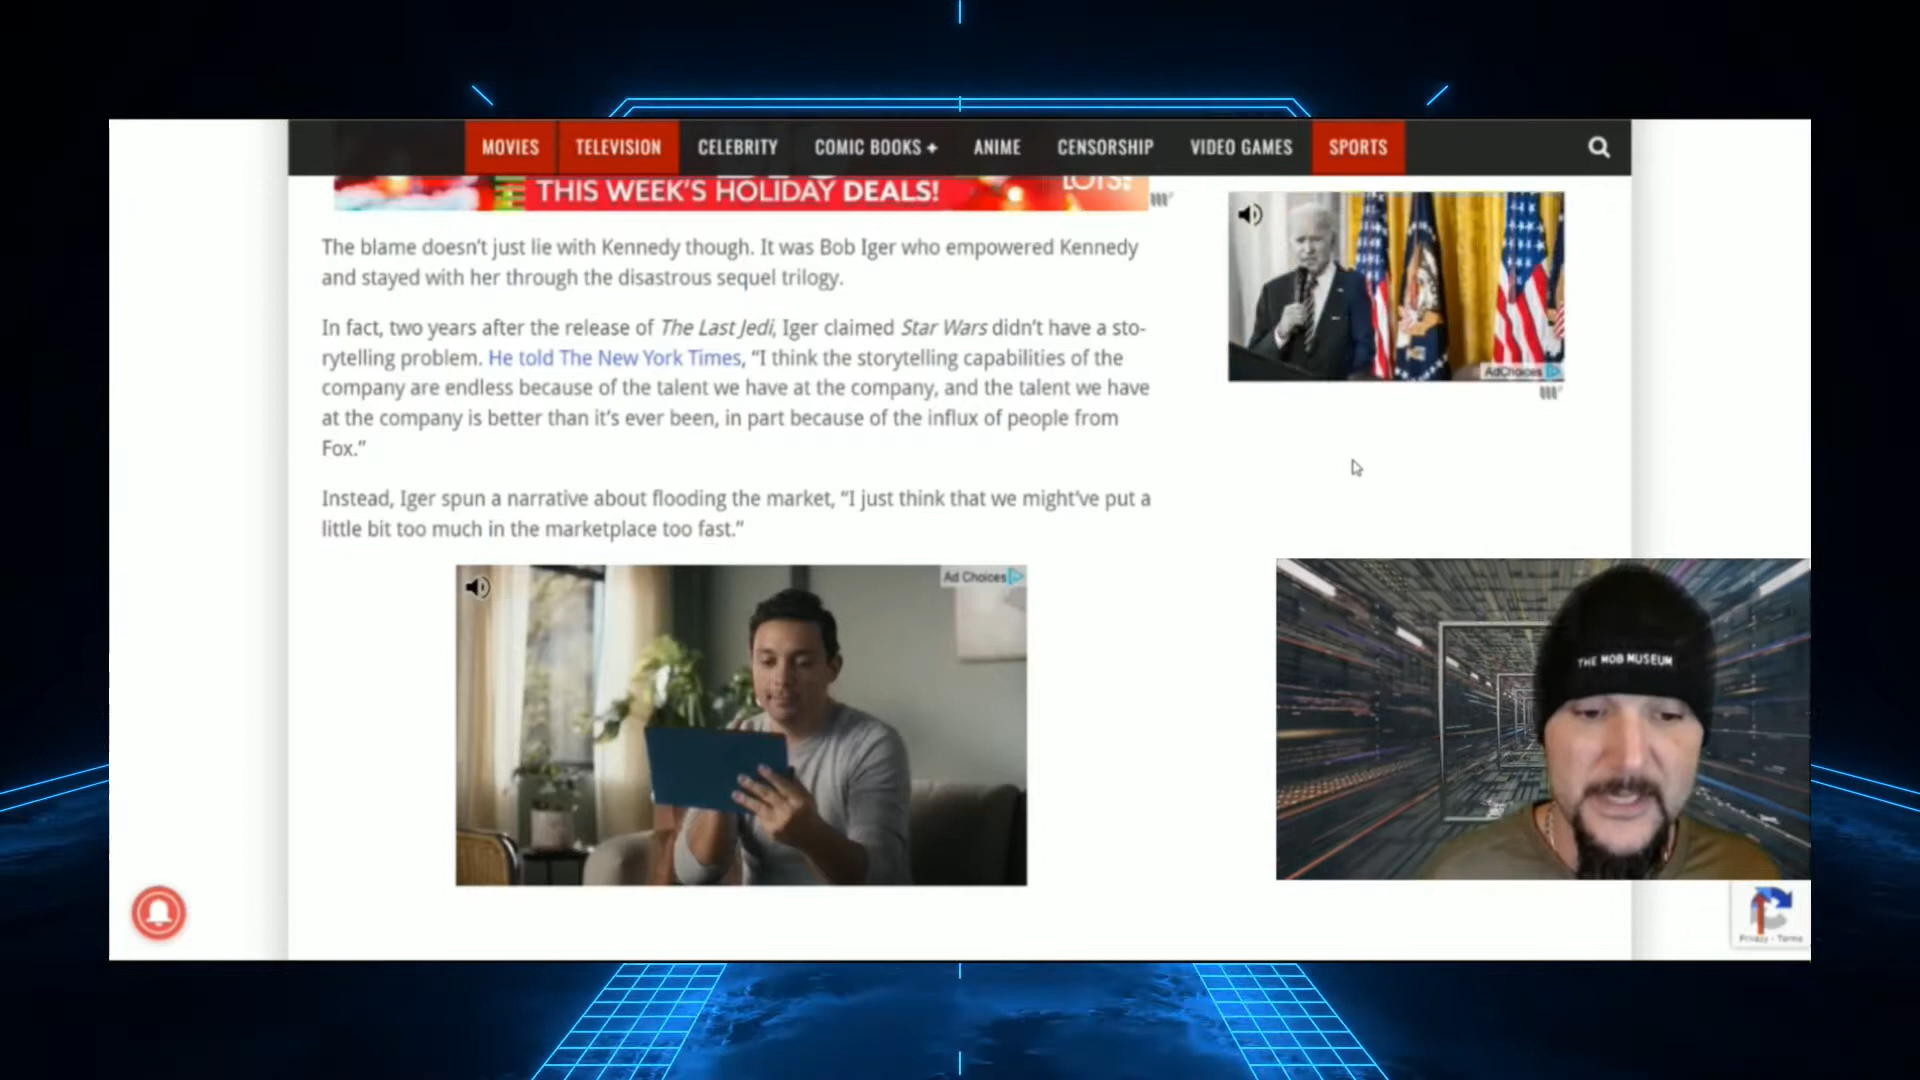 MOVIES TELEVISION CELEBRITY COMIC BOOKS + ANIME CENSORSHIP VIDEO GAMES SPORTS
THIS WEEK'S HOLIDAY DEALS!
LOTS!
AdChoices
The blame doesn't just lie with Kennedy though. It was Bob Iger who empowered Kennedy
and stayed with her through the disastrous sequel trilogy.
In fact, two years after the release of The Last Jedi, Iger claimed Star Wars didn't have a sto-
rytelling problem. He told The New York Times, “I think the storytelling capabilities of the
company are endless because of the talent we have at the company, and the talent we have
at the company is better than it's ever been, in part because of the influx of people from
Fox.”
Instead, Iger spun a narrative about flooding the market, “I just think that we might've put a
little bit too much in the marketplace too fast.”
Ad Choices
THE MOB MUSEUM
Privacy - Terms